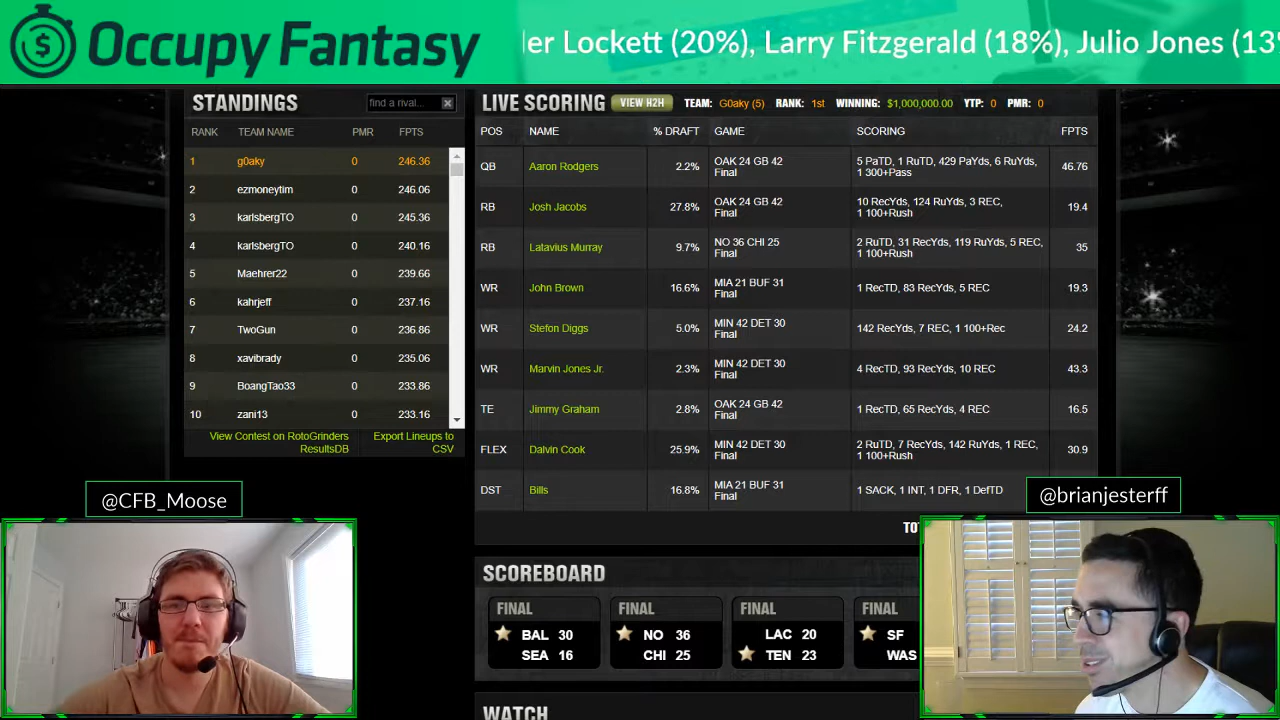 Occupy Fantasy
ler Lockett (20%), Larry Fitzgerald (18%), Julio Jones (13
STANDINGS
find a rival...
RANK TEAM NAME PMR FPTS
1 g0aky 0 246.36
2 ezmoneytim 0 246.06
3 karlsbergTO 0 245.36
4 karlsbergTO 0 240.16
5 Maehrer22 0 239.66
6 kahrjeff 0 237.16
7 TwoGun 0 236.86
8 xavibrady 0 235.06
9 BoangTao33 0 233.86
10 zani13 0 233.16
View Contest on RotoGrinders
ResultsDB
Export Lineups to
CSV
LIVE SCORING VIEW H2H TEAM: G0aky (5) RANK: 1st WINNING: $1,000,000.00 YTP: 0 PMR: 0
POS NAME % DRAFT GAME SCORING FPTS
QB Aaron Rodgers 2.2% OAK 24 GB 42 Final 5 PaTD, 1 RuTD, 429 PaYds, 6 RuYds, 1 300+Pass 46.76
RB Josh Jacobs 27.8% OAK 24 GB 42 Final 10 RecYds, 124 RuYds, 3 REC, 1 100+Rush 19.4
RB Latavius Murray 9.7% NO 36 CHI 25 Final 2 RuTD, 31 RecYds, 119 RuYds, 5 REC, 1 100+Rush 35
WR John Brown 16.6% MIA 21 BUF 31 Final 1 RecTD, 83 RecYds, 5 REC 19.3
WR Stefon Diggs 5.0% MIN 42 DET 30 Final 142 RecYds, 7 REC, 1 100+Rec 24.2
WR Marvin Jones Jr. 2.3% MIN 42 DET 30 Final 4 RecTD, 93 RecYds, 10 REC 43.3
TE Jimmy Graham 2.8% OAK 24 GB 42 Final 1 RecTD, 65 RecYds, 4 REC 16.5
FLEX Dalvin Cook 25.9% MIN 42 DET 30 Final 2 RuTD, 7 RecYds, 142 RuYds, 1 REC, 1 100+Rush 30.9
DST Bills 16.8% MIA 21 BUF 31 Final 1 SACK, 1 INT, 1 DFR, 1 DefTD
TO
@CFB_Moose
@brianjesterff
SCOREBOARD
FINAL FINAL FINAL FINAL
BAL 30 NO 36 LAC 20 SF
SEA 16 CHI 25 TEN 23 WAS
WATCH